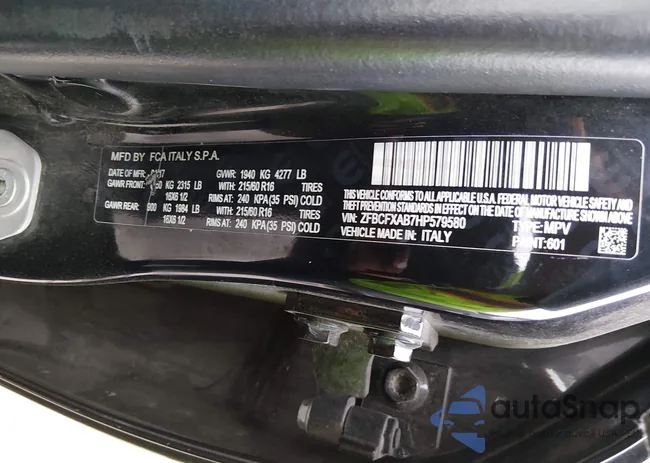 MFD BY FCA ITALY S.P.A.
DATE OF MFR: GVWR: 1940 KG 4277 LB
GAWR FRONT: KG 2315 LB WITH 215/60 R16 TIRES
16X6 1/2 RIMS AT: 240 KPA(35 PSI) COLD
GAWR REAR: 900 KG 1984 LB WITH 215/60 R16 TIRES
16X6 1/2 RIMS AT: 240 KPA(35 PSI) COLD
THIS VEHICLE CONFORMS TO ALL APPLICABLE U.S.A. FEDERAL MOTOR VEHICLE SAFETY AND
THEFT PREVENTION STANDARDS IN EFFECT ON THE DATE OF MANUFACTURE SHOWN ABOVE
VIN: ZFBCFXAB7HP579580 TYPE: MPV
VEHICLE MADE IN: ITALY PAINT: 601
autoSnap